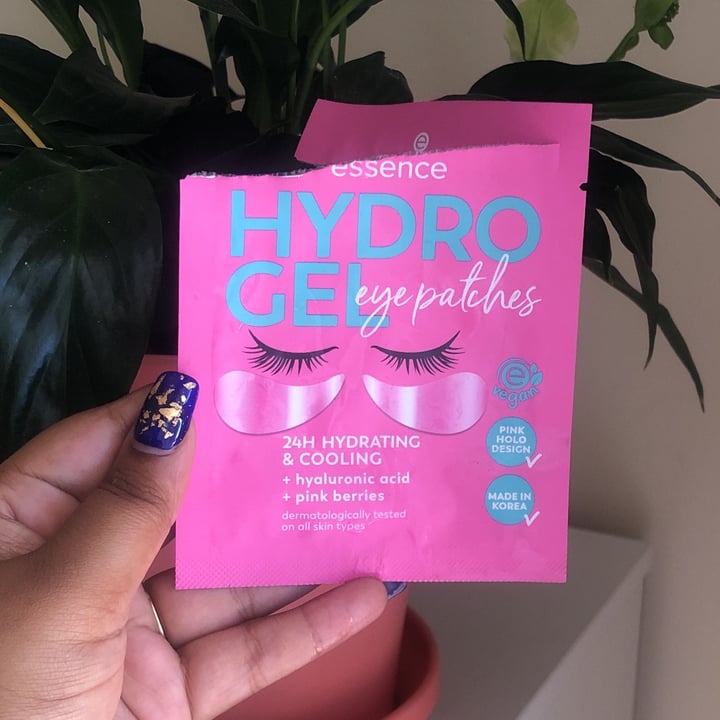 essence
HYDRO
GEL eye patches
e
vegan
PINK
HOLO
DESIGN
MADE IN
KOREA
24H HYDRATING
& COOLING
+ hyaluronic acid
+ pink berries
dermatologically tested
on all skin types